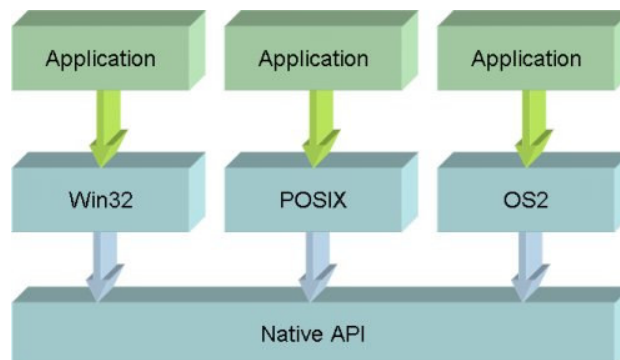 Application
Application
Application
Win32
POSIX
OS2
Native API